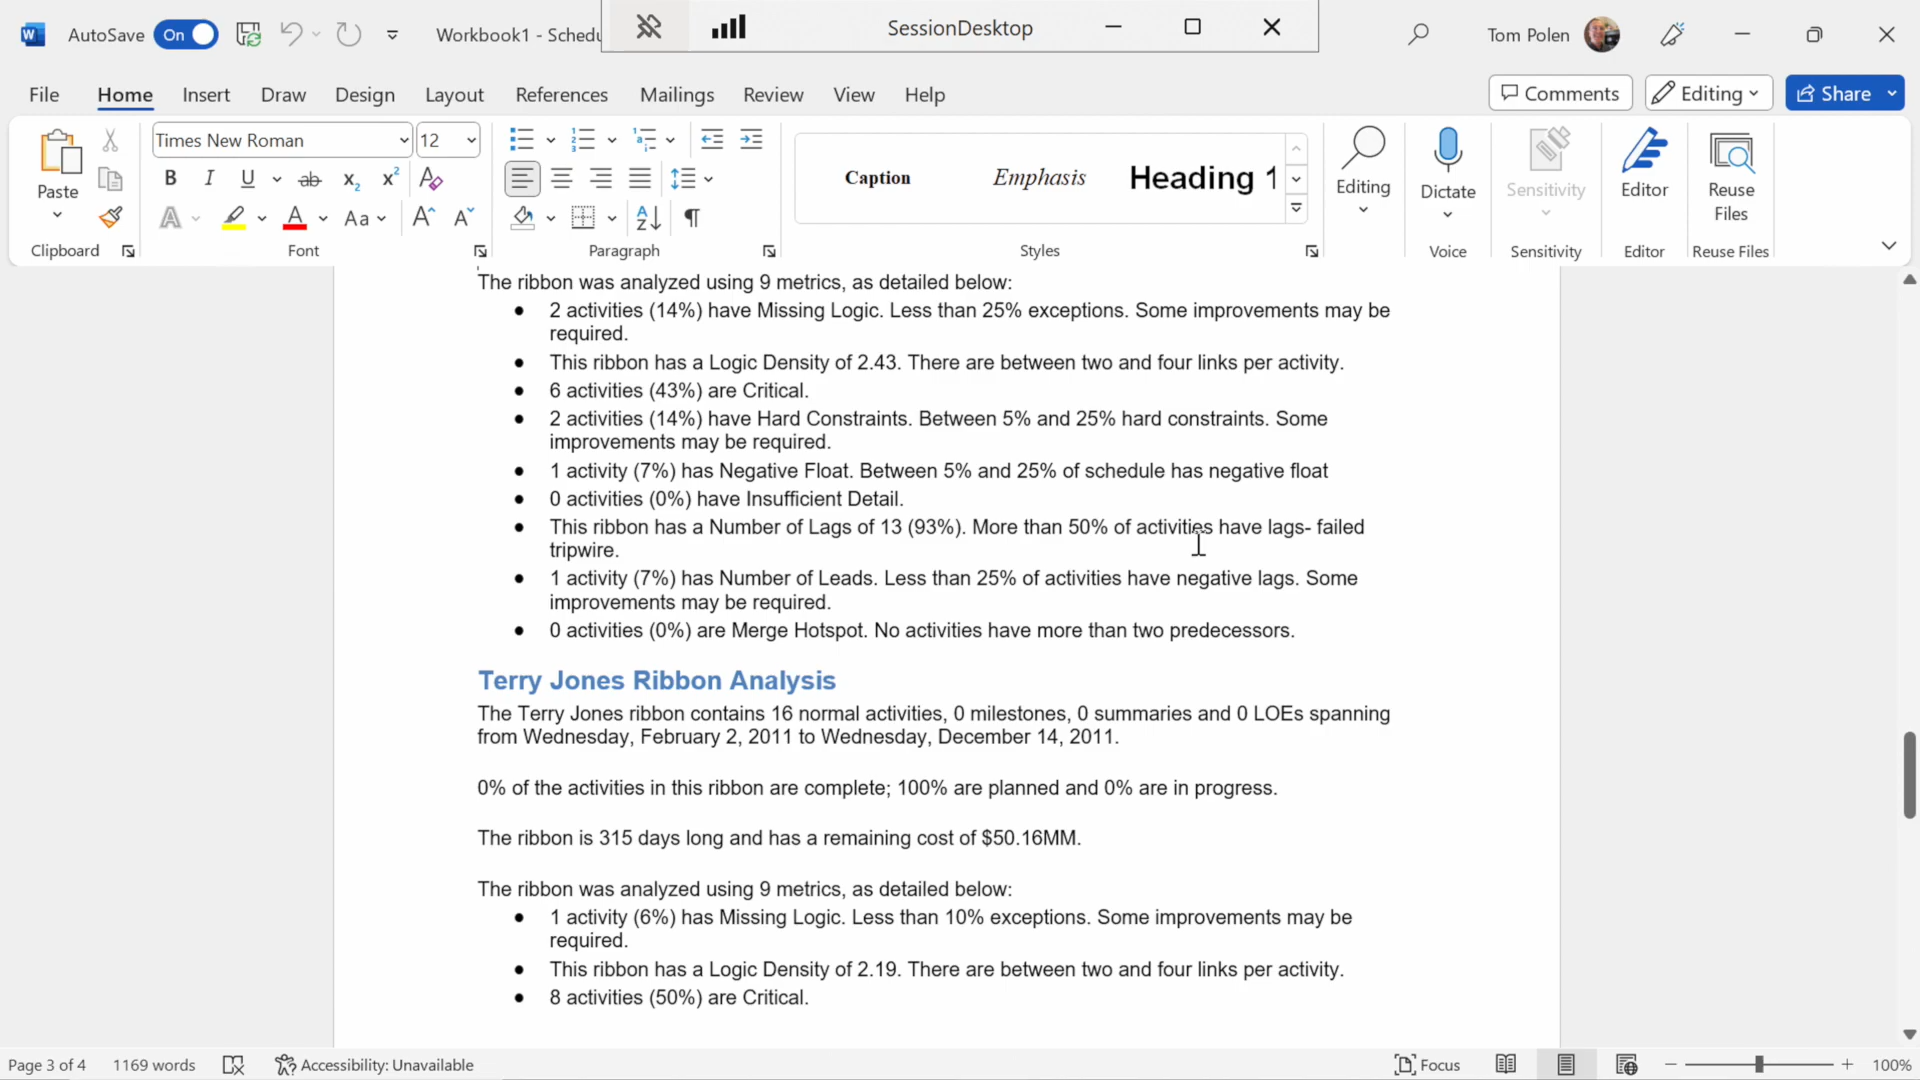 AutoSave On Workbook1 - Schedu SessionDesktop Tom Polen
File Home Insert Draw Design Layout References Mailings Review View Help Comments Editing Share
Times New Roman 12
Caption Emphasis Heading 1
Paste Editing Dictate Sensitivity Editor Reuse Files
Clipboard Font Paragraph Styles Voice Sensitivity Editor Reuse Files
The ribbon was analyzed using 9 metrics, as detailed below:
● 2 activities (14%) have Missing Logic. Less than 25% exceptions. Some improvements may be
required.
● This ribbon has a Logic Density of 2.43. There are between two and four links per activity.
● 6 activities (43%) are Critical.
● 2 activities (14%) have Hard Constraints. Between 5% and 25% hard constraints. Some
improvements may be required.
● 1 activity (7%) has Negative Float. Between 5% and 25% of schedule has negative float
● 0 activities (0%) have Insufficient Detail.
● This ribbon has a Number of Lags of 13 (93%). More than 50% of activities have lags- failed
tripwire.
● 1 activity (7%) has Number of Leads. Less than 25% of activities have negative lags. Some
improvements may be required.
● 0 activities (0%) are Merge Hotspot. No activities have more than two predecessors.
Terry Jones Ribbon Analysis
The Terry Jones ribbon contains 16 normal activities, 0 milestones, 0 summaries and 0 LOEs spanning
from Wednesday, February 2, 2011 to Wednesday, December 14, 2011.
0% of the activities in this ribbon are complete; 100% are planned and 0% are in progress.
The ribbon is 315 days long and has a remaining cost of $50.16MM.
The ribbon was analyzed using 9 metrics, as detailed below:
● 1 activity (6%) has Missing Logic. Less than 10% exceptions. Some improvements may be
required.
● This ribbon has a Logic Density of 2.19. There are between two and four links per activity.
● 8 activities (50%) are Critical.
Page 3 of 4 1169 words Accessibility: Unavailable Focus 100%